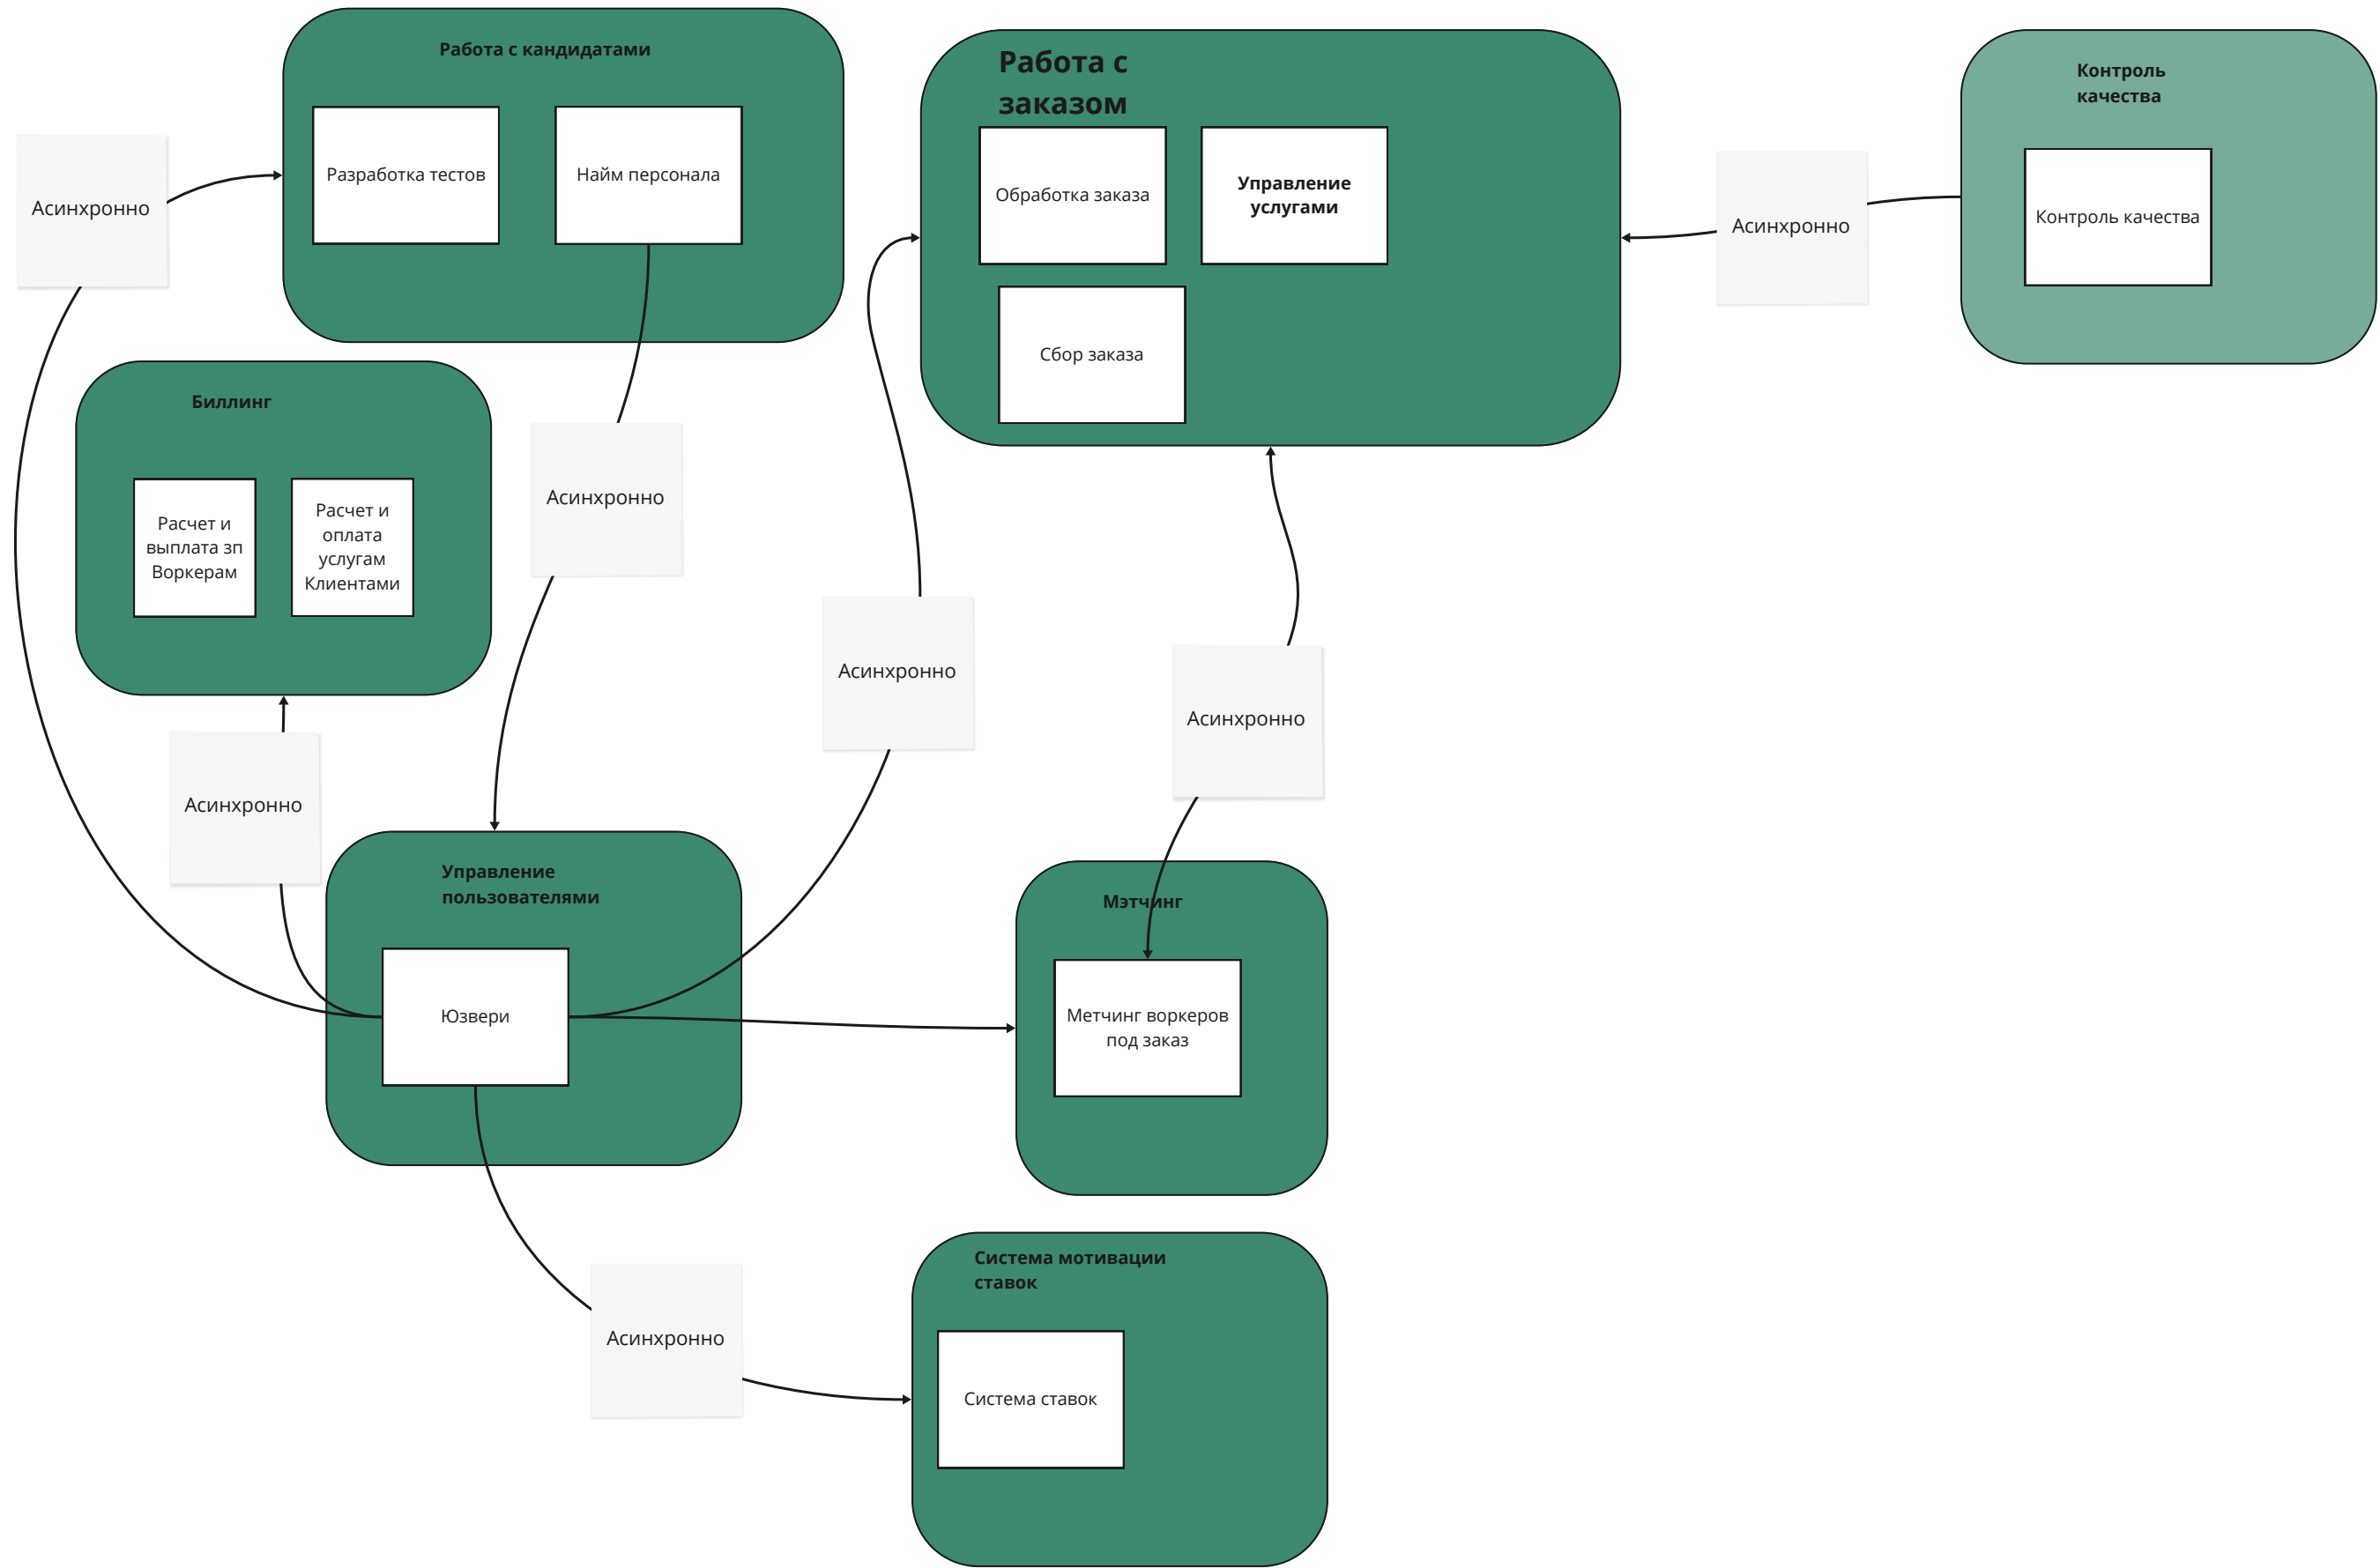 Работа с кандидатами
Разработка тестов
Найм персонала
Асинхронно
Работа с
заказом
Обработка заказа
Управление
услугами
Сбор заказа
Асинхронно
Контроль
качества
Контроль качества
Биллинг
Расчет и
выплата зп
Воркерам
Расчет и
оплата
услугам
Клиентами
Асинхронно
Асинхронно
Асинхронно
Асинхронно
Управление
пользователями
Юзвери
Мэтчинг
Метчинг воркеров
под заказ
Асинхронно
Система мотивации
ставок
Система ставок